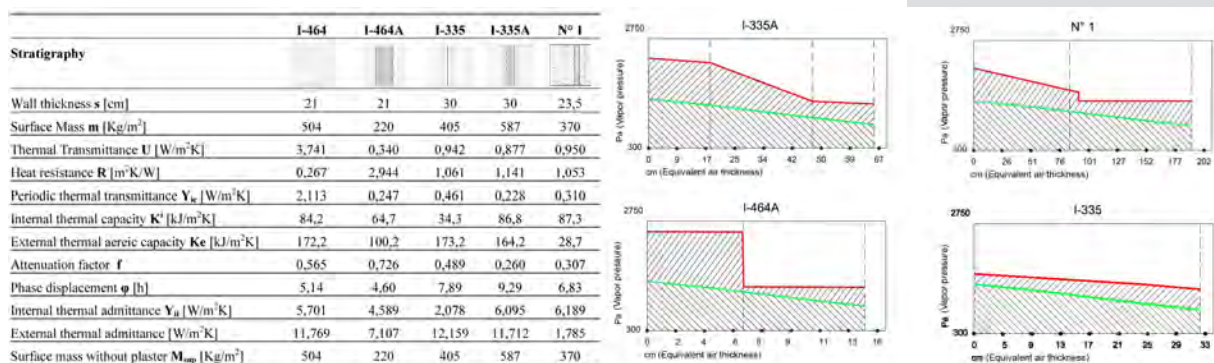 I-464 I-464A I-335 I-335A N° 1
Stratigraphy
Wall thickness s [cm] 21 21 30 30 23,5
Surface Mass m [Kg/m²] 504 220 405 587 370
Thermal Transmittance U [W/m²K] 3,741 0,340 0,942 0,877 0,950
Heat resistance R [m²K/W] 0,267 2,944 1,061 1,141 1,053
Periodic thermal transmittance Yie [W/m²K] 2,113 0,247 0,461 0,228 0,310
Internal thermal capacity Kⁱ [kJ/m²K] 84,2 64,7 34,3 86,8 87,3
External thermal aereic capacity Ke [kJ/m²K] 172,2 100,2 173,2 164,2 28,7
Attenuation factor f 0,565 0,726 0,489 0,260 0,307
Phase displacement φ [h] 5,14 4,60 7,89 9,29 6,83
Internal thermal admittance Yii [W/m²K] 5,701 4,589 2,078 6,095 6,189
External thermal admittance [W/m²K] 11,769 7,107 12,159 11,712 1,785
Surface mass without plaster Msup [Kg/m²] 504 220 405 587 370
I-335A
2750
Pa (Vapor pressure)
300
0 9 17 25 34 42 50 59 67
cm (Equivalent air thickness)
N° 1
2750
Pa (Vapor pressure)
300
0 26 51 76 101 127 152 177 202
cm (Equivalent air thickness)
I-464A
2750
Pa (Vapor pressure)
300
0 2 4 6 9 11 13 16
cm (Equivalent air thickness)
I-335
2750
Pa (Vapor pressure)
300
0 5 9 13 17 21 25 29 33
cm (Equivalent air thickness)